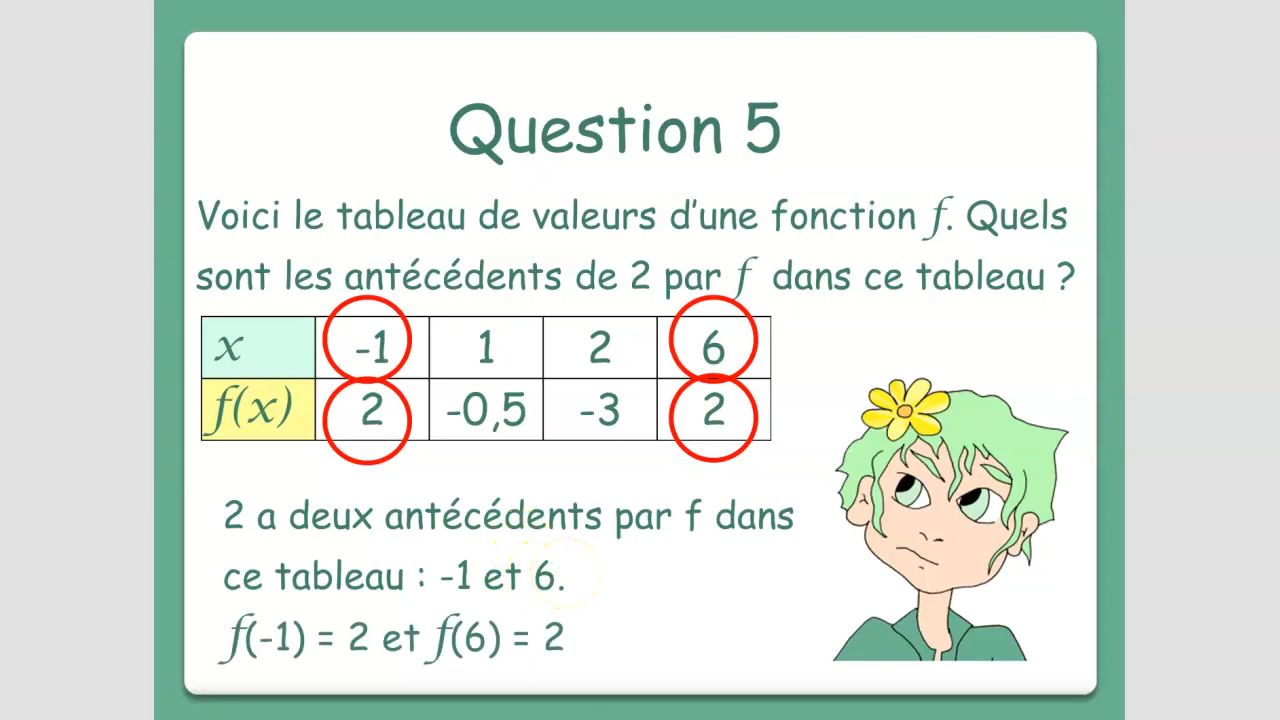 Question 5
Voici le tableau de valeurs d’une fonction f. Quels
sont les antécédents de 2 par f dans ce tableau ?
x -1 1 2 6
f(x) 2 -0,5 -3 2
2 a deux antécédents par f dans
ce tableau : -1 et 6.
f(-1) = 2 et f(6) = 2